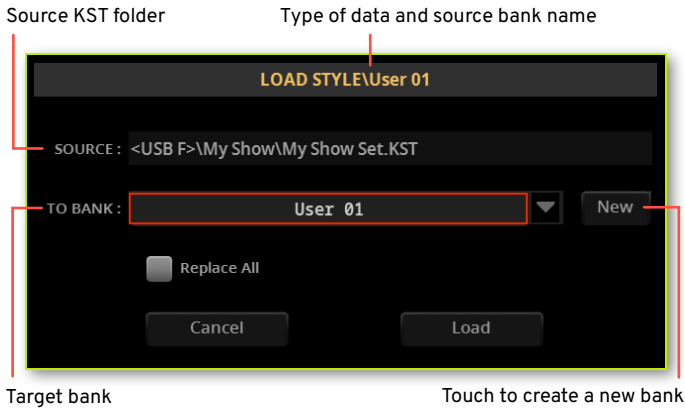 Source KST folder
Type of data and source bank name
LOAD STYLE\User 01
SOURCE : <USB F>\My Show\My Show Set.KST
TO BANK : User 01 New
Replace All
Cancel Load
Target bank
Touch to create a new bank